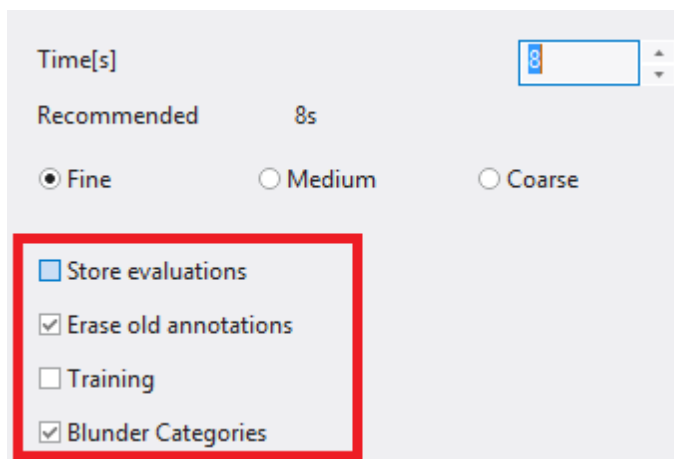 Time[s] 8
Recommended 8s
Fine Medium Coarse
Store evaluations
Erase old annotations
Training
Blunder Categories